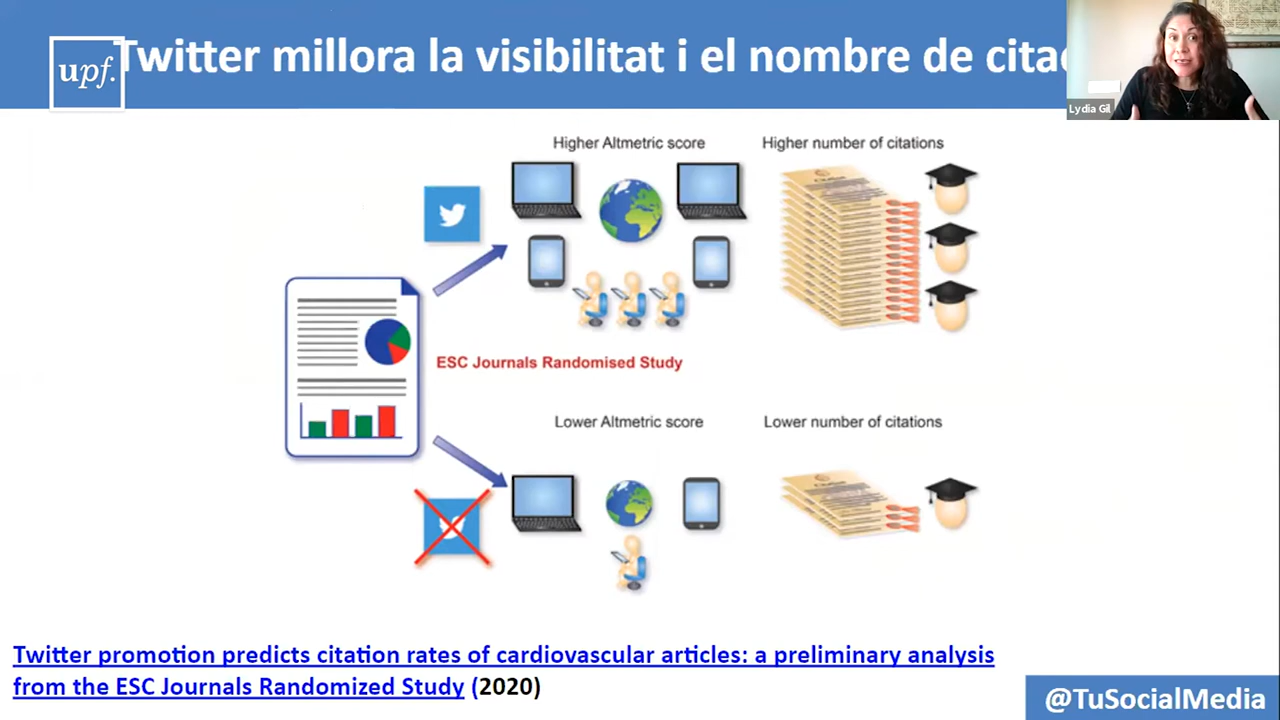 upf.
Twitter millora la visibilitat i el nombre de
Lydia Gil
Higher Altmetric score
Higher number of citations
ESC Journals Randomised Study
Lower Altmetric score
Lower number of citations
Twitter promotion predicts citation rates of cardiovascular articles: a preliminary analysis
from the ESC Journals Randomized Study (2020)
@TuSocialMedia